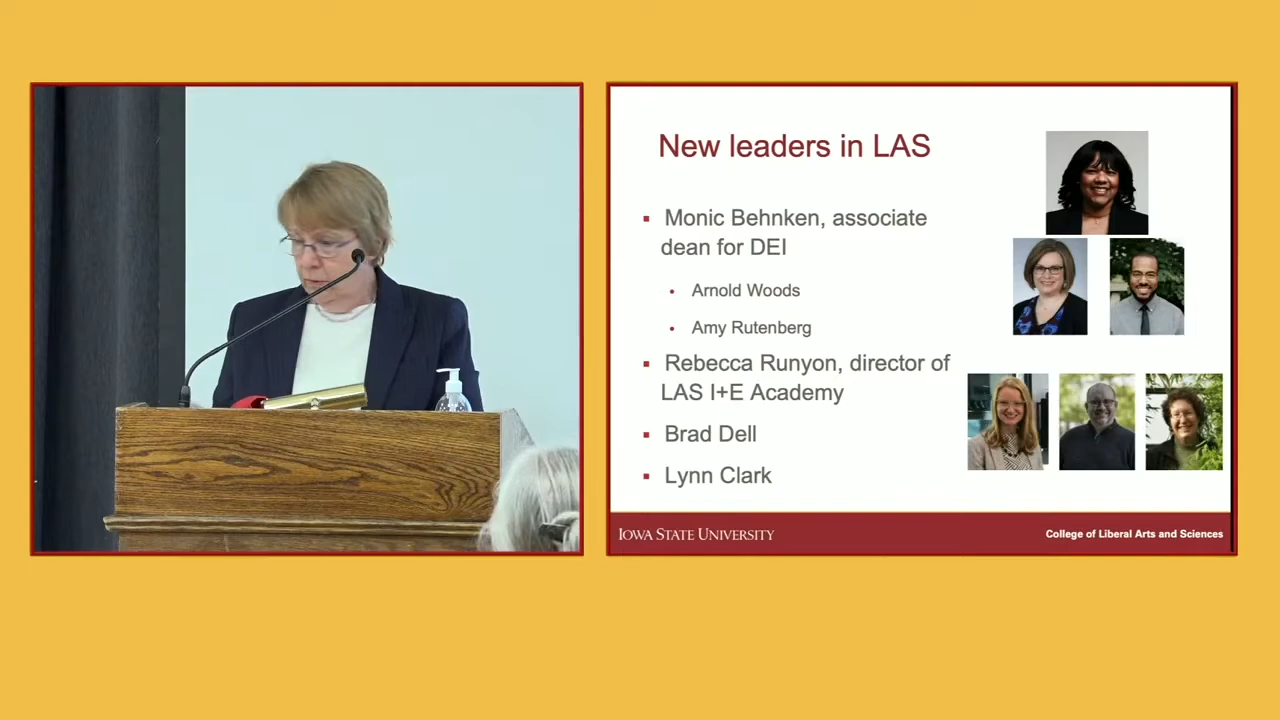 New leaders in LAS
Monic Behnken, associate
dean for DEI
Arnold Woods
Amy Rutenberg
Rebecca Runyon, director of
LAS I+E Academy
Brad Dell
Lynn Clark
IOWA STATE UNIVERSITY
College of Liberal Arts and Sciences